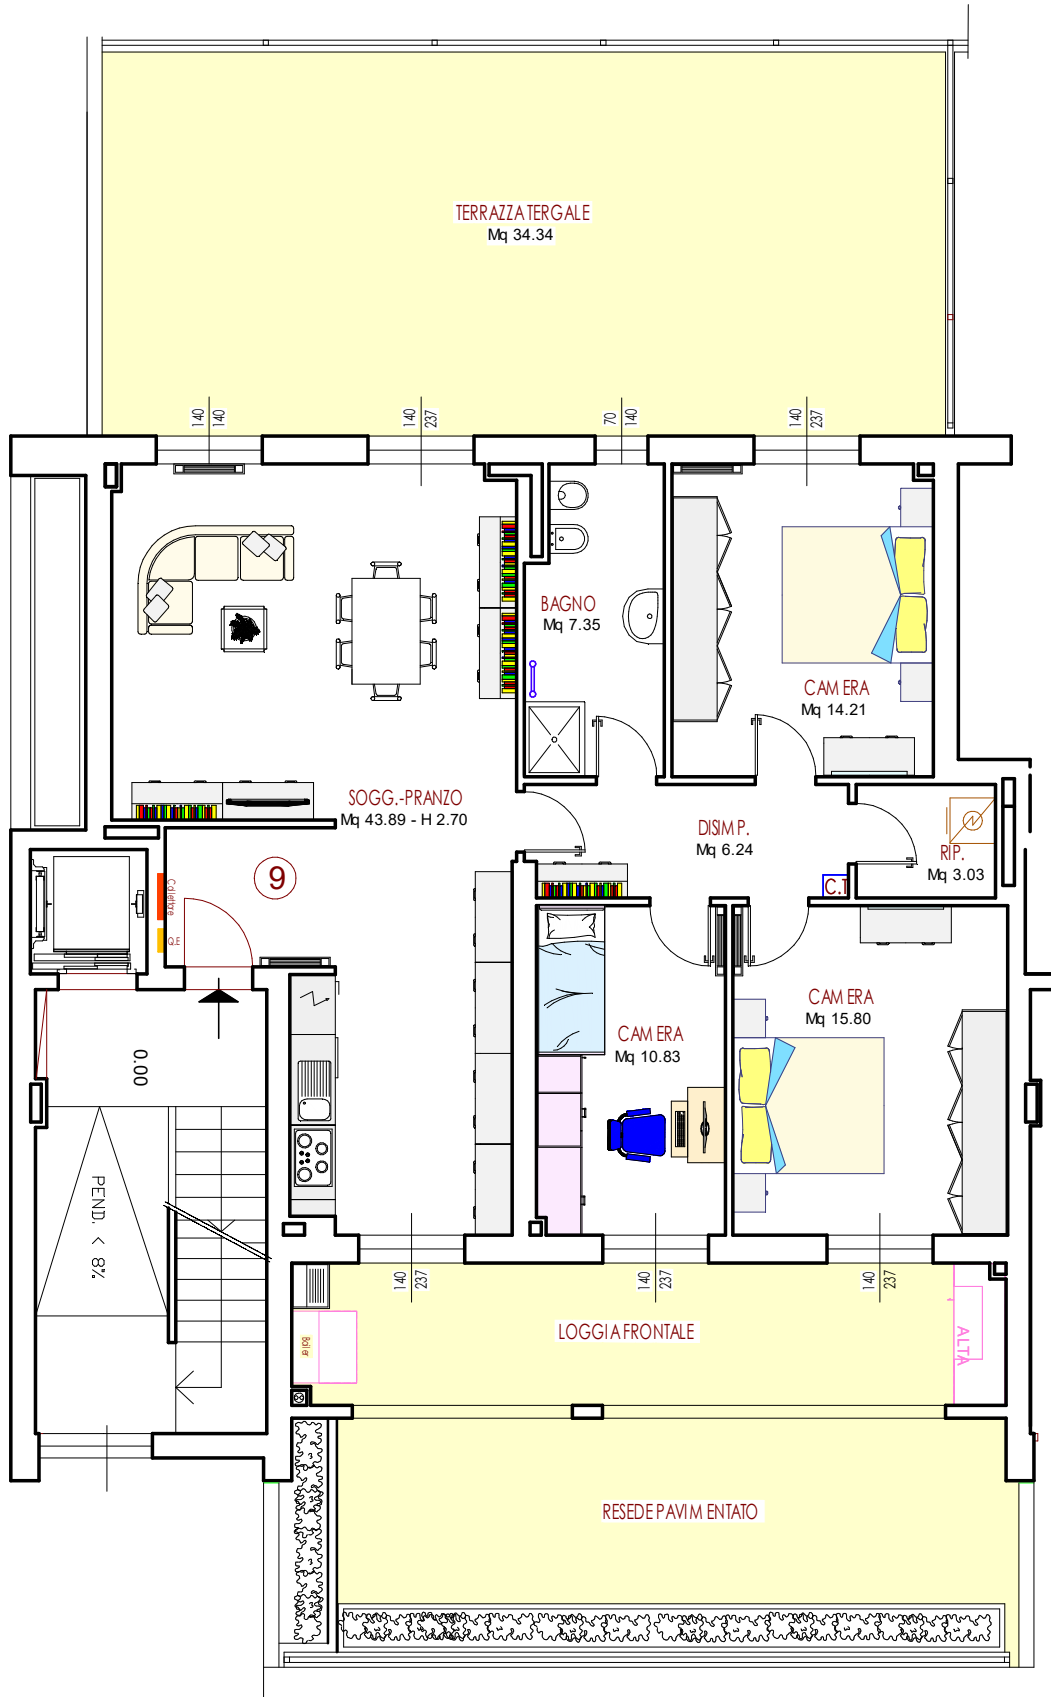 TERRAZZA TERGALE
Mq 34.34
140
140
140
237
70
140
140
237
BAGNO
Mq 7.35
CAMERA
Mq 14.21
SOGG.-PRANZO
Mq 43.89 - H 2.70
DISIMP.
Mq 6.24
RIP.
Mq 3.03
C.T
9
Collettore
Q.E
CAMERA
Mq 10.83
CAMERA
Mq 15.80
0.00
PEND. < 8%
140
237
140
237
140
237
LOGGIA FRONTALE
Boiler
ALTA
RESEDE PAVIMENTATO